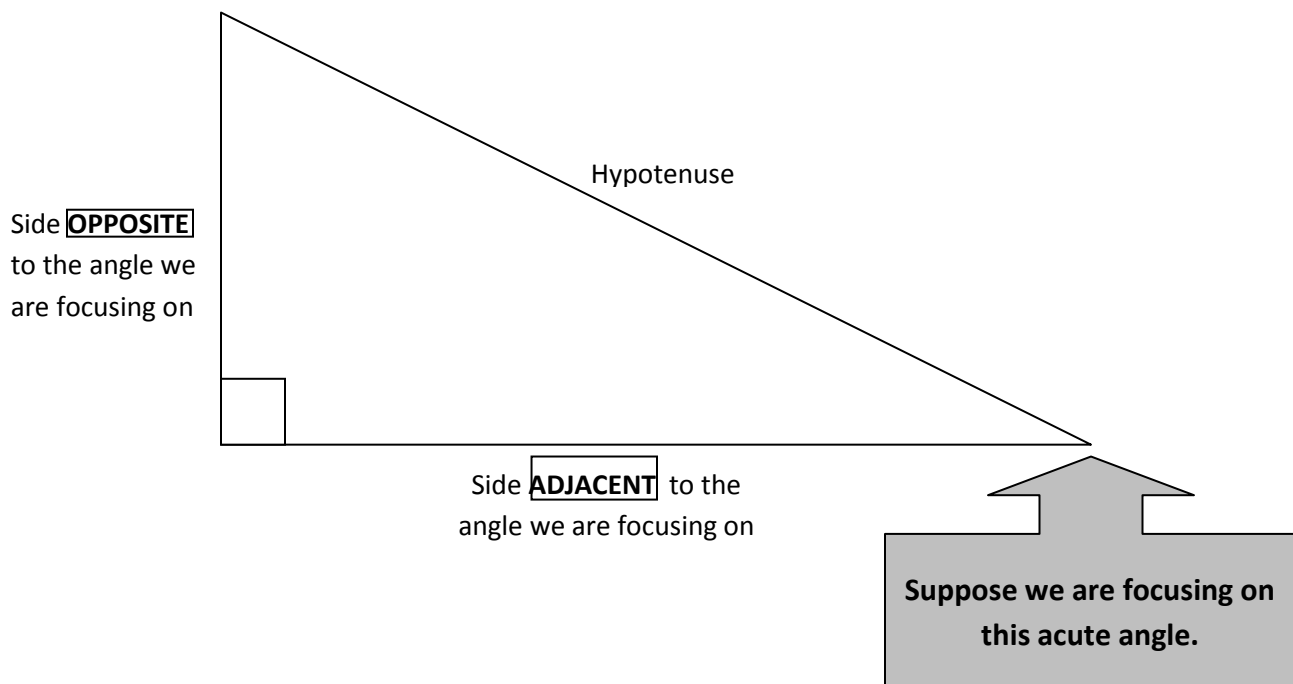 Hypotenuse
Side OPPOSITE
to the angle we
are focusing on
Side ADJACENT to the
angle we are focusing on
Suppose we are focusing on
this acute angle.